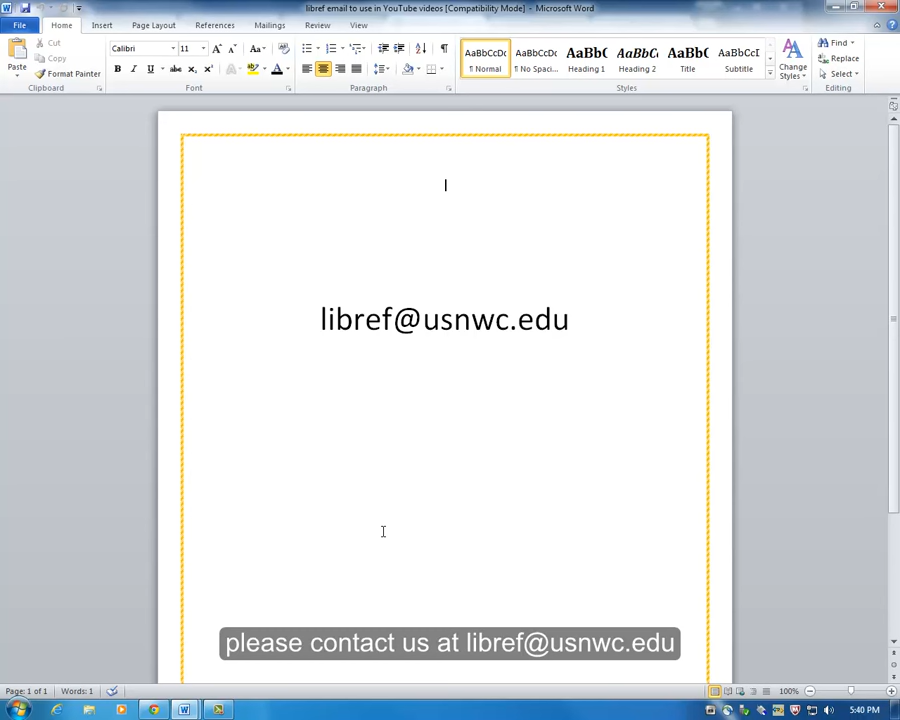 libref email to use in YouTube videos [Compatibility Mode] - Microsoft Word
File Home Insert Page Layout References Mailings Review View
Paste
Cut
Copy
Format Painter
Clipboard
Calibri 11
Font
Paragraph
AaBbCcDc AaBbCcDc AaBbC AaBbCc AaBbC AaBbCcI
¶ Normal ¶ No Spaci... Heading 1 Heading 2 Title Subtitle
Change Styles
Styles
Find
Replace
Select
Editing
libref@usnwc.edu
please contact us at libref@usnwc.edu
Page: 1 of 1 Words: 1 100%
5:40 PM